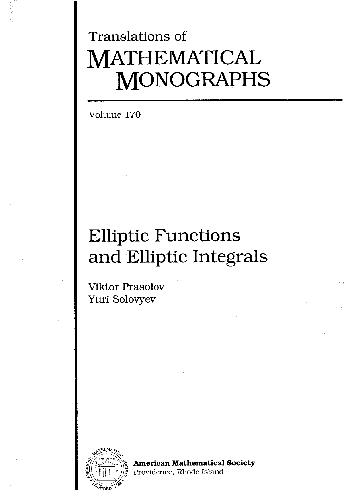 Translations of
MATHEMATICAL
MONOGRAPHS
Volume 170
Elliptic Functions
and Elliptic Integrals
Viktor Prasolov
Yuri Solovyev
American Mathematical Society
Providence, Rhode Island